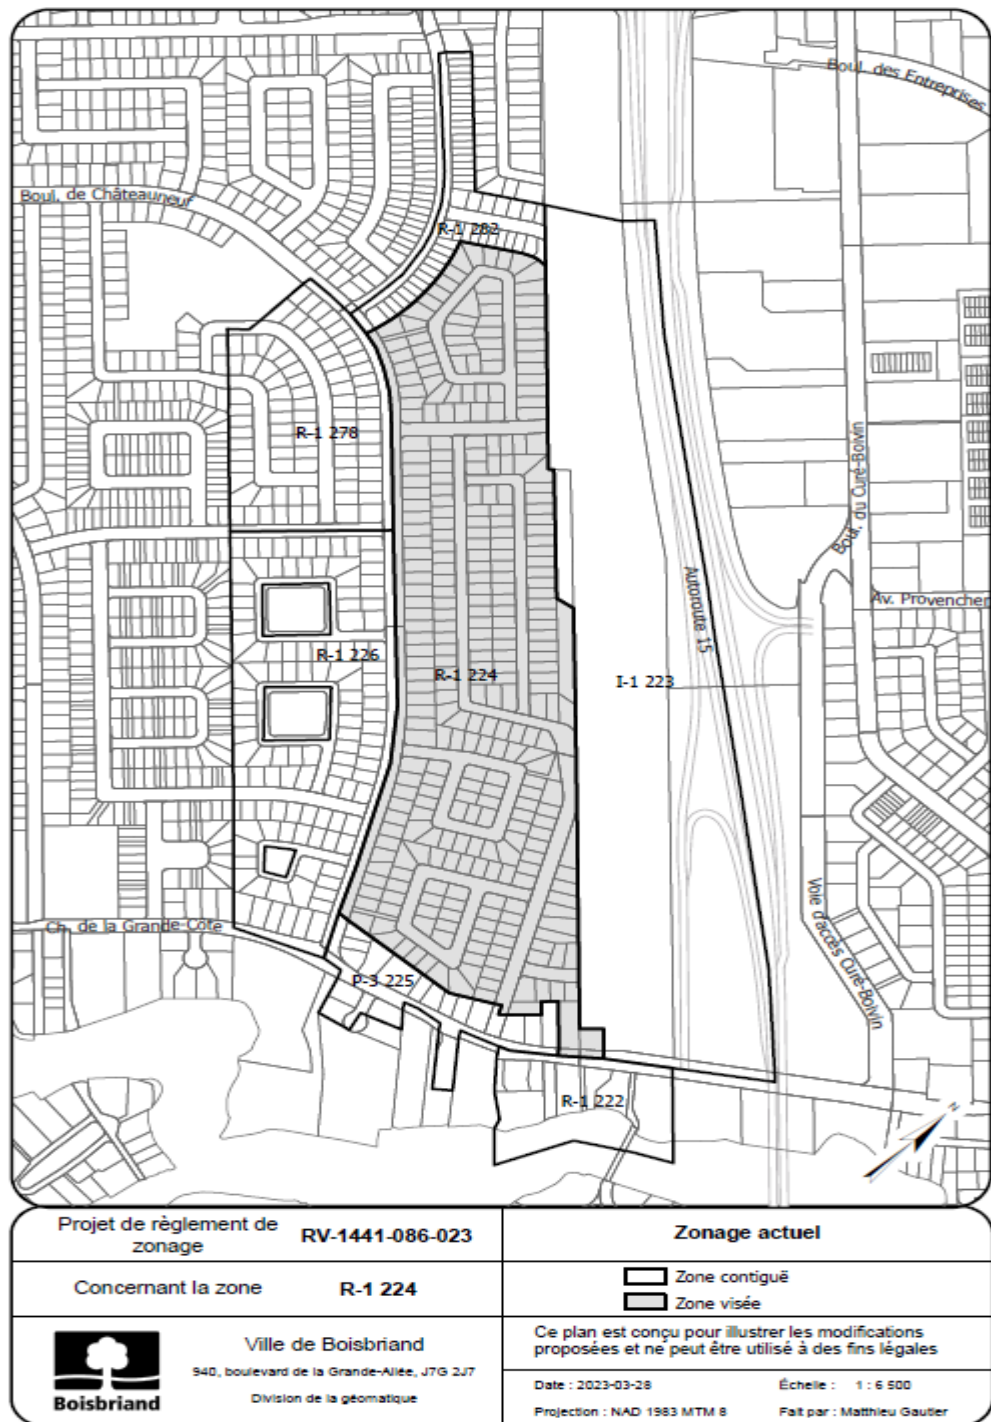 Boul. des Entreprises
Boul. de Châteauneuf
R-1 282
R-1 278
Boul. du Curé-Boivin
Autoroute 15
Av. Provencher
R-1 226
R-1 224
I-1 223
Voie d'accès Curé-Boivin
Ch. de la Grande-Côte
P-3 225
R-1 222
N
Projet de règlement de
zonage
RV-1441-086-023
Zonage actuel
Concernant la zone
R-1 224
Zone contiguë
Zone visée
Ville de Boisbriand
940, boulevard de la Grande-Allée, J7G 2J7
Division de la géomatique
Boisbriand
Ce plan est conçu pour illustrer les modifications
proposées et ne peut être utilisé à des fins légales
Date : 2023-03-28
Échelle : 1 : 6 500
Projection : NAD 1983 MTM 8
Fait par : Matthieu Gautier